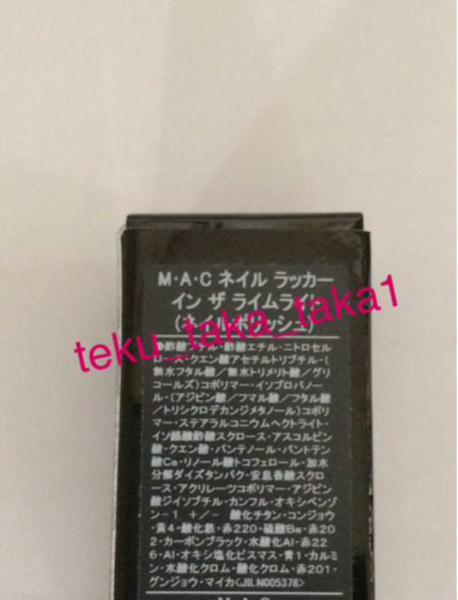 M・A・C ネイル ラッカー
イン ザ ライムライト
(ネイルポリッシュ)
teku_taka_taka1
酢酸ブチル・酢酸エチル・ニトロセル
ロース・クエン酸アセチルトリブチル・(
無水フタル酸/無水トリメリト酸/グリ
コールズ)コポリマー・イソプロパノー
ル・(アジピン酸/フマル酸/フタル酸
/トリシクロデカンジメタノール)コポリ
マー・ステアラルコニウムヘクトライト・
イソ酪酸酢酸スクロース・アスコルビン
酸・クエン酸・パンテノール・パントテン
酸Ca・リノール酸トコフェロール・加水
分解ダイズタンパク・安息香酸スクロ
ース・アクリレーツコポリマー・アジピン
酸ジイソブチル・カンフル・オキシベンゾン
-1 +/- 酸化チタン・コンジョウ
・黄4・酸化鉄・赤220・硫酸Ba・赤20
2・カーボンブラック・水酸化Al・赤22
6・Al・オキシ塩化ビスマス・黄1・カルミ
ン・水酸化クロム・酸化クロム・赤201・
グンジョウ・マイカ<JILN005378>